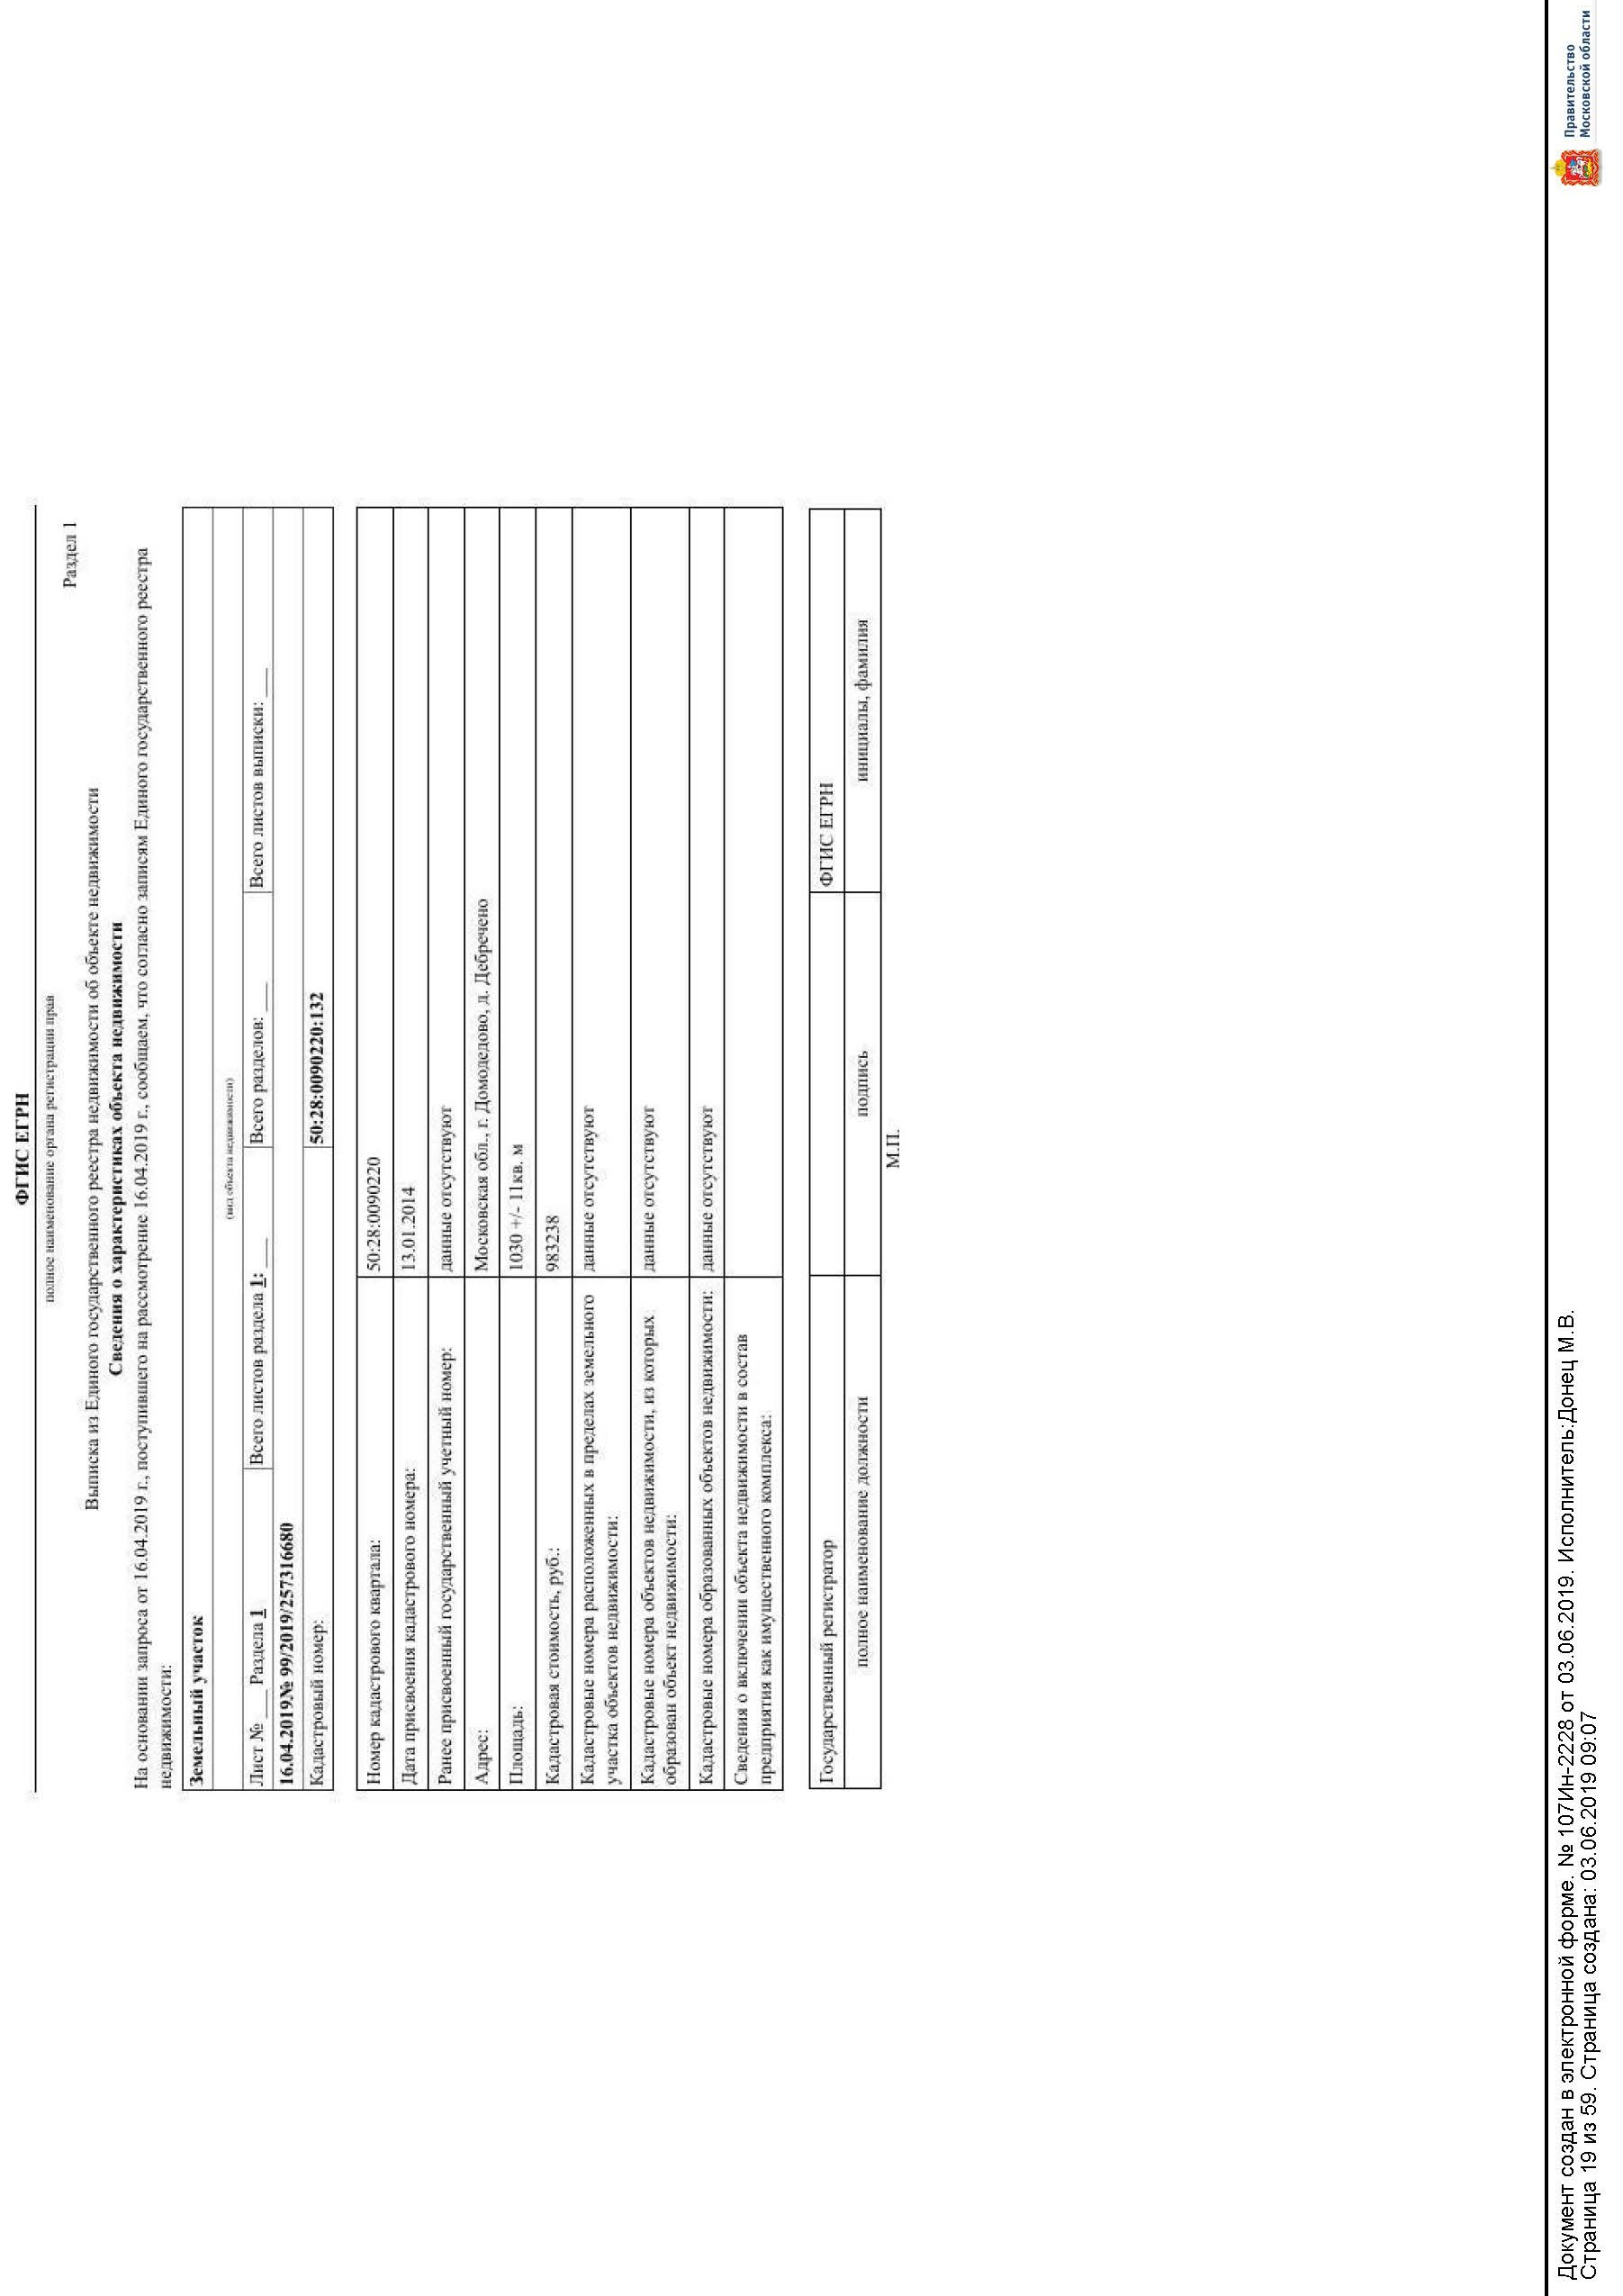 ФГИС ЕГРН
полное наименование органа регистрации прав
Раздел 1
Выписка из Единого государственного реестра недвижимости об объекте недвижимости
Сведения о характеристиках объекта недвижимости
На основании запроса от 16.04.2019 г., поступившего на рассмотрение 16.04.2019 г., сообщаем, что согласно записям Единого государственного реестра
недвижимости:
Земельный участок
(вид объекта недвижимости)
Лист № ___ Раздела 1 Всего листов раздела 1: ___ Всего разделов: ___ Всего листов выписки: ___
16.04.2019№ 99/2019/257316680
Кадастровый номер: 50:28:0090220:132
Номер кадастрового квартала: 50:28:0090220
Дата присвоения кадастрового номера: 13.01.2014
Ранее присвоенный государственный учетный номер: данные отсутствуют
Адрес: Московская обл., г. Домодедово, д. Дебречено
Площадь: 1030 +/- 11кв. м
Кадастровая стоимость, руб.: 983238
Кадастровые номера расположенных в пределах земельного
участка объектов недвижимости: данные отсутствуют
Кадастровые номера объектов недвижимости, из которых
образован объект недвижимости: данные отсутствуют
Кадастровые номера образованных объектов недвижимости: данные отсутствуют
Сведения о включении объекта недвижимости в состав
предприятия как имущественного комплекса:
Государственный регистратор ФГИС ЕГРН
полное наименование должности подпись инициалы, фамилия
М.П.
Документ создан в электронной форме. № 107Ин-2228 от 03.06.2019. Исполнитель:Донец М.В.
Страница 19 из 59. Страница создана: 03.06.2019 09:07
Правительство
Московской области